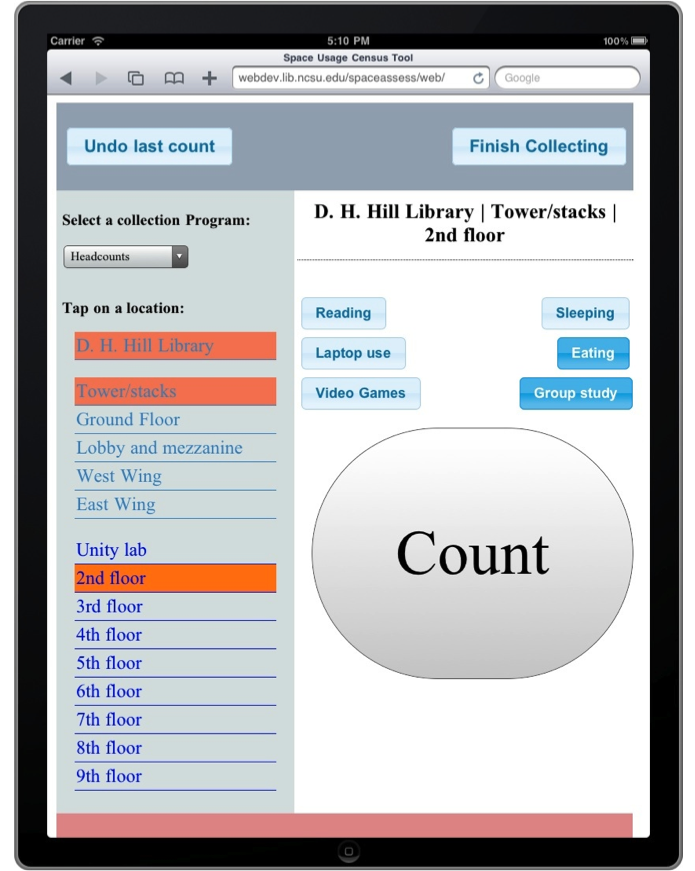 Carrier 5:10 PM 100%
Space Usage Census Tool
webdev.lib.ncsu.edu/spaceassess/web/ Google
Undo last count Finish Collecting
Select a collection Program:
Headcounts
Tap on a location:
D. H. Hill Library
Tower/stacks
Ground Floor
Lobby and mezzanine
West Wing
East Wing
Unity lab
2nd floor
3rd floor
4th floor
5th floor
6th floor
7th floor
8th floor
9th floor
D. H. Hill Library | Tower/stacks |
2nd floor
Reading Sleeping
Laptop use Eating
Video Games Group study
Count